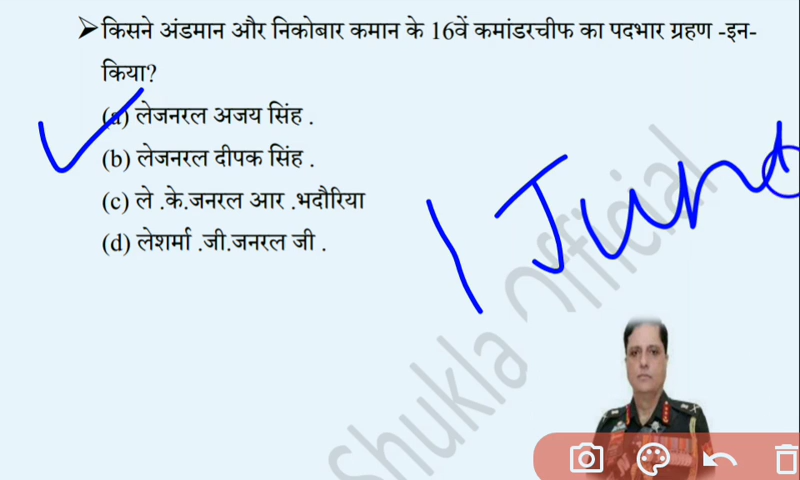 ➤किसने अंडमान और निकोबार कमान के 16वें कमांडरचीफ का पदभार ग्रहण -इन-
किया?
(a) लेजनरल अजय सिंह .
(b) लेजनरल दीपक सिंह .
(c) ले .के.जनरल आर .भदौरिया
(d) लेशर्मा .जी.जनरल जी .
1 June
Shukla Official